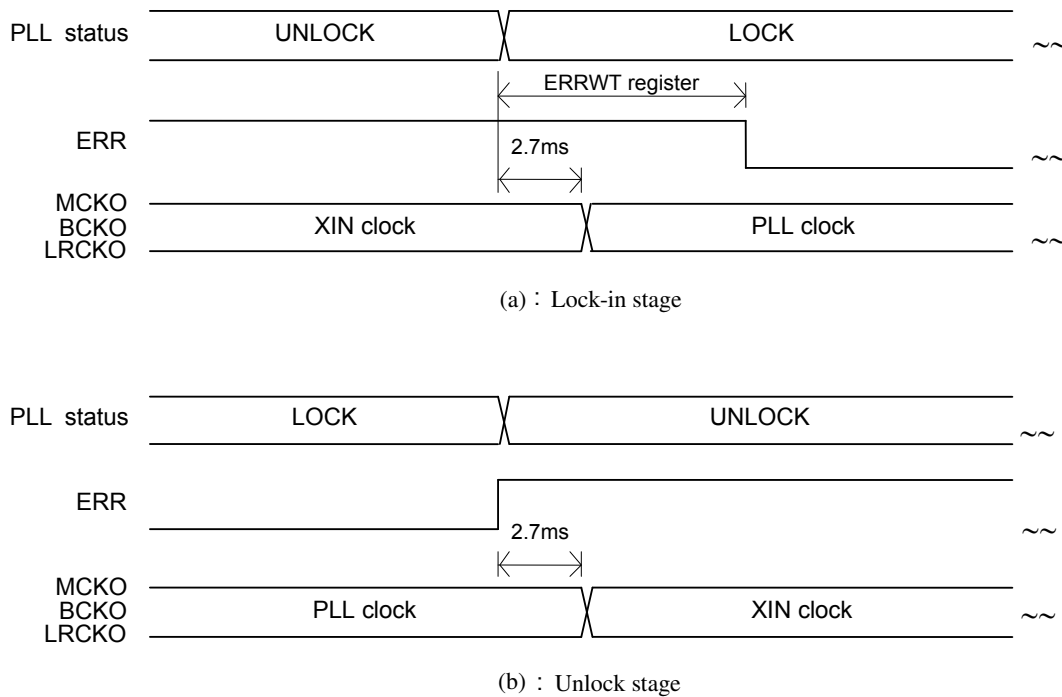 PLL status UNLOCK LOCK ~~
ERRWT register
ERR 2.7ms ~~
MCKO
BCKO XIN clock PLL clock ~~
LRCKO
(a)：Lock-in stage
PLL status LOCK UNLOCK ~~
ERR 2.7ms ~~
MCKO
BCKO PLL clock XIN clock ~~
LRCKO
(b)：Unlock stage